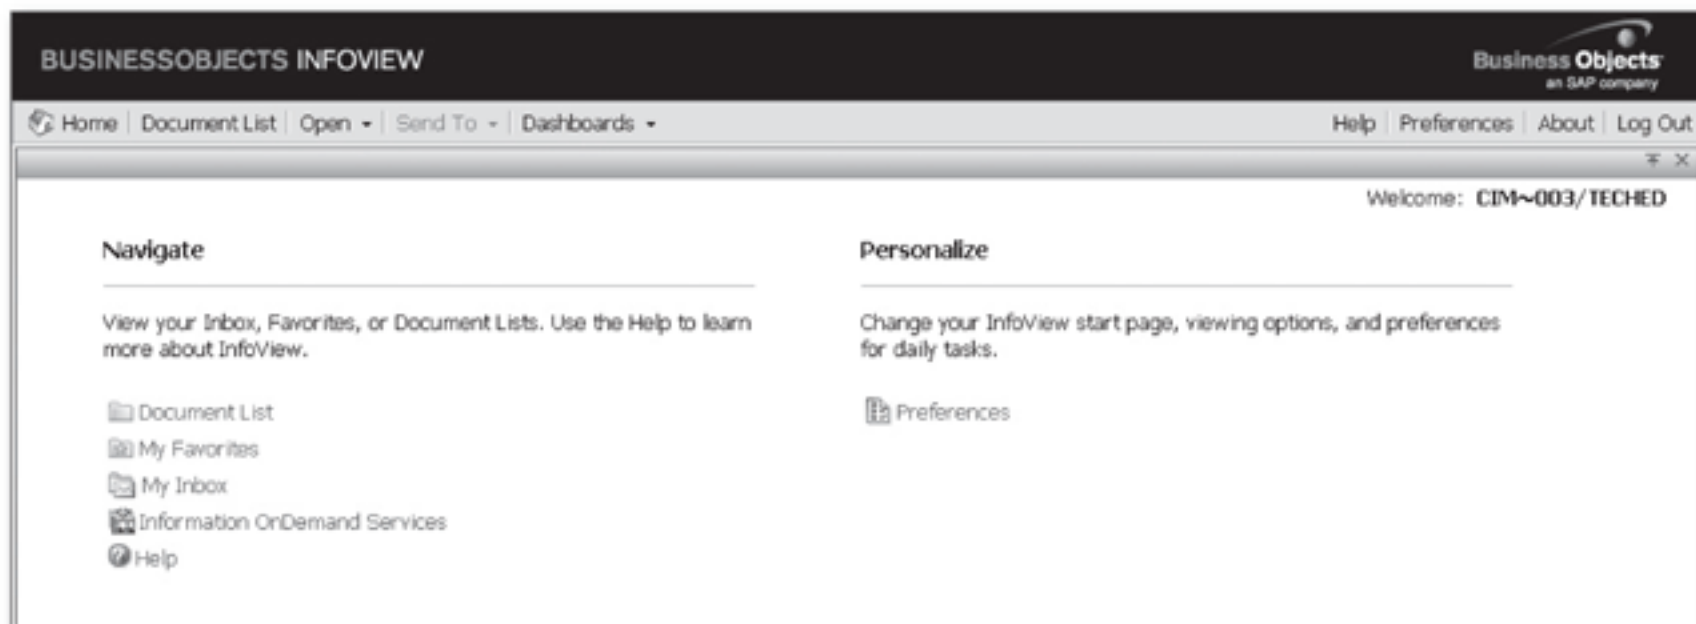 BUSINESSOBJECTS INFOVIEW
Business Objects
an SAP company
Home Document List Open Send To Dashboards Help Preferences About Log Out
Welcome: CIM~003/TECHED
Navigate
View your Inbox, Favorites, or Document Lists. Use the Help to learn
more about InfoView.
Document List
My Favorites
My Inbox
Information OnDemand Services
Help
Personalize
Change your InfoView start page, viewing options, and preferences
for daily tasks.
Preferences